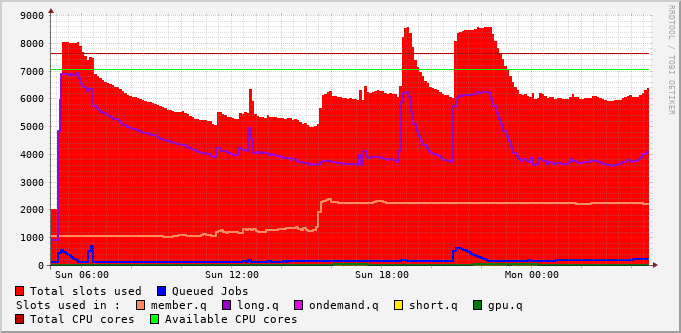 9000
8000
7000
6000
5000
4000
3000
2000
1000
0
Sun 06:00 Sun 12:00 Sun 18:00 Mon 00:00
RRDTOOL / TOBI OETIKER
Total slots used Queued Jobs
Slots used in : member.q long.q ondemand.q short.q gpu.q
Total CPU cores Available CPU cores